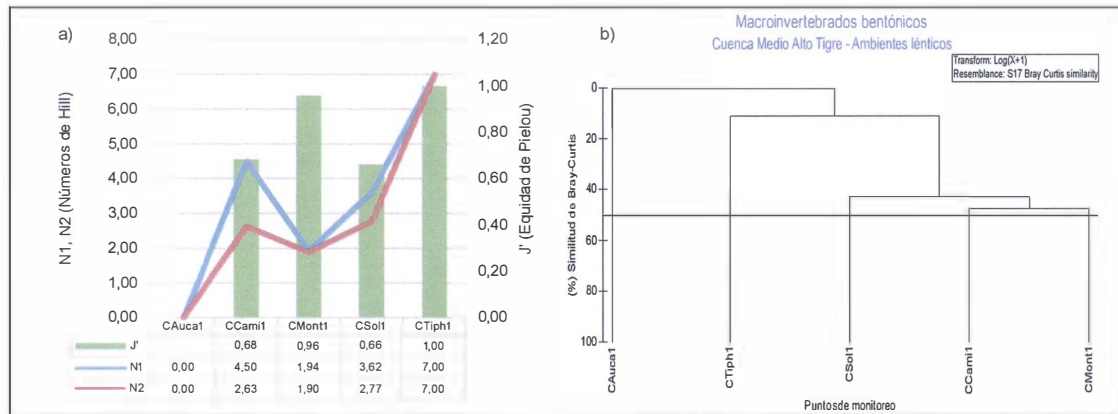 a)
8,00
7,00
6,00
5,00
4,00
3,00
2,00
1,00
0,00
N1, N2 (Números de Hill)
1,20
1,00
0,80
0,60
0,40
0,20
0,00
J' (Equidad de Pielou)
CAuca1 CCami1 CMont1 CSol1 CTiph1
J' 0,68 0,96 0,66 1,00
N1 0,00 4,50 1,94 3,62 7,00
N2 0,00 2,63 1,90 2,77 7,00
b)
Macroinvertebrados bentónicos
Cuenca Medio Alto Tigre - Ambientes lénticos
Transform: Log(X+1)
Resemblance: S17 Bray Curtis similarity
0
20
40
60
80
100
(%) Similitud de Bray-Curtis
CAuca1
CTiph1
CSol1
CCami1
CMont1
Puntosde monitoreo